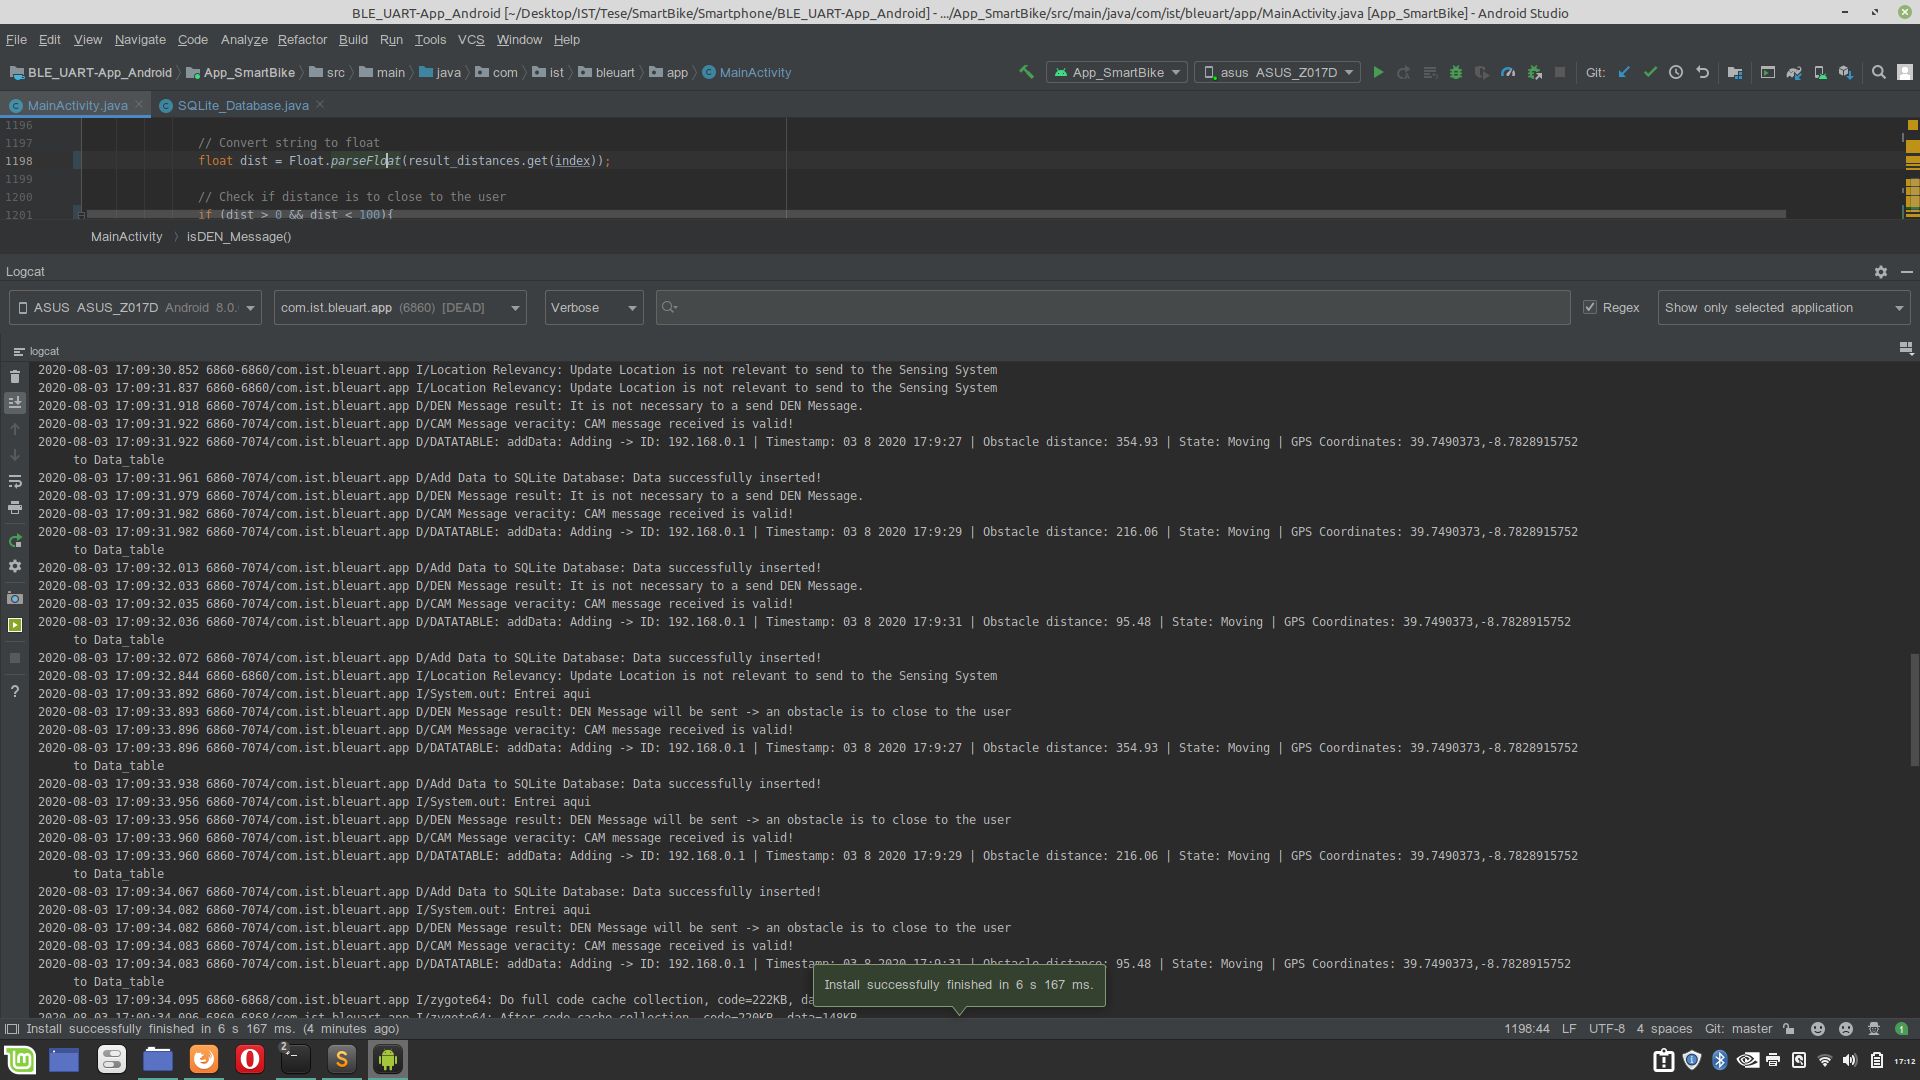 BLE_UART-App_Android [~/Desktop/IST/Tese/SmartBike/Smartphone/BLE_UART-App_Android] - .../App_SmartBike/src/main/java/com/ist/bleuart/app/MainActivity.java [App_SmartBike] - Android Studio
File Edit View Navigate Code Analyze Refactor Build Run Tools VCS Window Help
BLE_UART-App_Android App_SmartBike src main java com ist bleuart app MainActivity App_SmartBike asus ASUS_Z017D Git:
MainActivity.java SQLite_Database.java
1196
1197 // Convert string to float
1198 float dist = Float.parseFloat(result_distances.get(index));
1199
1200 // Check if distance is to close to the user
1201 if (dist > 0 && dist < 100){
MainActivity isDEN_Message()
Logcat
ASUS ASUS_Z017D Android 8.0. com.ist.bleuart.app (6860) [DEAD] Verbose Regex Show only selected application
logcat
2020-08-03 17:09:30.852 6860-6860/com.ist.bleuart.app I/Location Relevancy: Update Location is not relevant to send to the Sensing System
2020-08-03 17:09:31.837 6860-6860/com.ist.bleuart.app I/Location Relevancy: Update Location is not relevant to send to the Sensing System
2020-08-03 17:09:31.918 6860-7074/com.ist.bleuart.app D/DEN Message result: It is not necessary to a send DEN Message.
2020-08-03 17:09:31.922 6860-7074/com.ist.bleuart.app D/CAM Message veracity: CAM message received is valid!
2020-08-03 17:09:31.922 6860-7074/com.ist.bleuart.app D/DATATABLE: addData: Adding -> ID: 192.168.0.1 | Timestamp: 03 8 2020 17:9:27 | Obstacle distance: 354.93 | State: Moving | GPS Coordinates: 39.7490373,-8.7828915752
to Data_table
2020-08-03 17:09:31.961 6860-7074/com.ist.bleuart.app D/Add Data to SQLite Database: Data successfully inserted!
2020-08-03 17:09:31.979 6860-7074/com.ist.bleuart.app D/DEN Message result: It is not necessary to a send DEN Message.
2020-08-03 17:09:31.982 6860-7074/com.ist.bleuart.app D/CAM Message veracity: CAM message received is valid!
2020-08-03 17:09:31.982 6860-7074/com.ist.bleuart.app D/DATATABLE: addData: Adding -> ID: 192.168.0.1 | Timestamp: 03 8 2020 17:9:29 | Obstacle distance: 216.06 | State: Moving | GPS Coordinates: 39.7490373,-8.7828915752
to Data_table
2020-08-03 17:09:32.013 6860-7074/com.ist.bleuart.app D/Add Data to SQLite Database: Data successfully inserted!
2020-08-03 17:09:32.033 6860-7074/com.ist.bleuart.app D/DEN Message result: It is not necessary to a send DEN Message.
2020-08-03 17:09:32.035 6860-7074/com.ist.bleuart.app D/CAM Message veracity: CAM message received is valid!
2020-08-03 17:09:32.036 6860-7074/com.ist.bleuart.app D/DATATABLE: addData: Adding -> ID: 192.168.0.1 | Timestamp: 03 8 2020 17:9:31 | Obstacle distance: 95.48 | State: Moving | GPS Coordinates: 39.7490373,-8.7828915752
to Data_table
2020-08-03 17:09:32.072 6860-7074/com.ist.bleuart.app D/Add Data to SQLite Database: Data successfully inserted!
2020-08-03 17:09:32.844 6860-6860/com.ist.bleuart.app I/Location Relevancy: Update Location is not relevant to send to the Sensing System
2020-08-03 17:09:33.892 6860-7074/com.ist.bleuart.app I/System.out: Entrei aqui
2020-08-03 17:09:33.893 6860-7074/com.ist.bleuart.app D/DEN Message result: DEN Message will be sent -> an obstacle is to close to the user
2020-08-03 17:09:33.896 6860-7074/com.ist.bleuart.app D/CAM Message veracity: CAM message received is valid!
2020-08-03 17:09:33.896 6860-7074/com.ist.bleuart.app D/DATATABLE: addData: Adding -> ID: 192.168.0.1 | Timestamp: 03 8 2020 17:9:27 | Obstacle distance: 354.93 | State: Moving | GPS Coordinates: 39.7490373,-8.7828915752
to Data_table
2020-08-03 17:09:33.938 6860-7074/com.ist.bleuart.app D/Add Data to SQLite Database: Data successfully inserted!
2020-08-03 17:09:33.956 6860-7074/com.ist.bleuart.app I/System.out: Entrei aqui
2020-08-03 17:09:33.956 6860-7074/com.ist.bleuart.app D/DEN Message result: DEN Message will be sent -> an obstacle is to close to the user
2020-08-03 17:09:33.960 6860-7074/com.ist.bleuart.app D/CAM Message veracity: CAM message received is valid!
2020-08-03 17:09:33.960 6860-7074/com.ist.bleuart.app D/DATATABLE: addData: Adding -> ID: 192.168.0.1 | Timestamp: 03 8 2020 17:9:29 | Obstacle distance: 216.06 | State: Moving | GPS Coordinates: 39.7490373,-8.7828915752
to Data_table
2020-08-03 17:09:34.067 6860-7074/com.ist.bleuart.app D/Add Data to SQLite Database: Data successfully inserted!
2020-08-03 17:09:34.082 6860-7074/com.ist.bleuart.app I/System.out: Entrei aqui
2020-08-03 17:09:34.082 6860-7074/com.ist.bleuart.app D/DEN Message result: DEN Message will be sent -> an obstacle is to close to the user
2020-08-03 17:09:34.083 6860-7074/com.ist.bleuart.app D/CAM Message veracity: CAM message received is valid!
2020-08-03 17:09:34.083 6860-7074/com.ist.bleuart.app D/DATATABLE: addData: Adding -> ID: 192.168.0.1 | Timestamp: 03 8 2020 17:9:31 | Obstacle distance: 95.48 | State: Moving | GPS Coordinates: 39.7490373,-8.7828915752
to Data_table
Install successfully finished in 6 s 167 ms.
2020-08-03 17:09:34.095 6860-6868/com.ist.bleuart.app I/zygote64: Do full code cache collection, code=222KB, da
2020-08-03 17:09:34.096 6860-6868/com.ist.bleuart.app I/zygote64: After code cache collection, code=220KB, data=148KB
Install successfully finished in 6 s 167 ms. (4 minutes ago) 1198:44 LF UTF-8 4 spaces Git: master 1
2 17:12